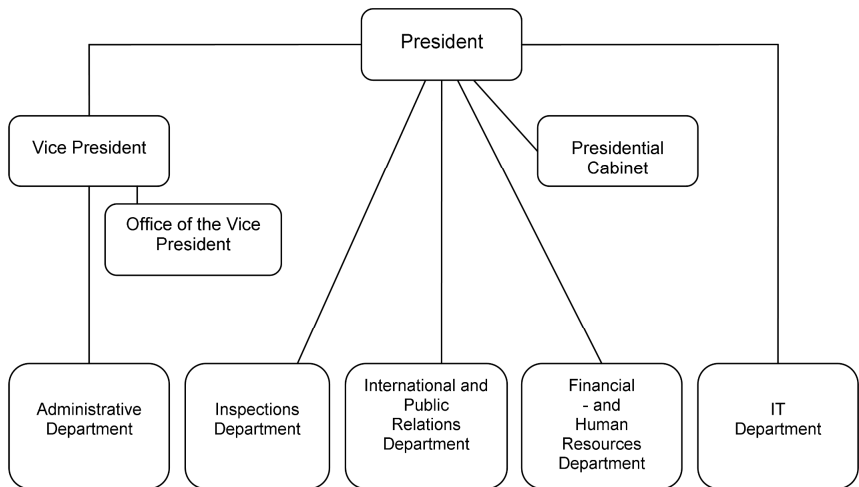 President
Vice President
Presidential
Cabinet
Office of the Vice
President
Administrative
Department
Inspections
Department
International and
Public
Relations
Department
Financial
- and
Human
Resources
Department
IT
Department